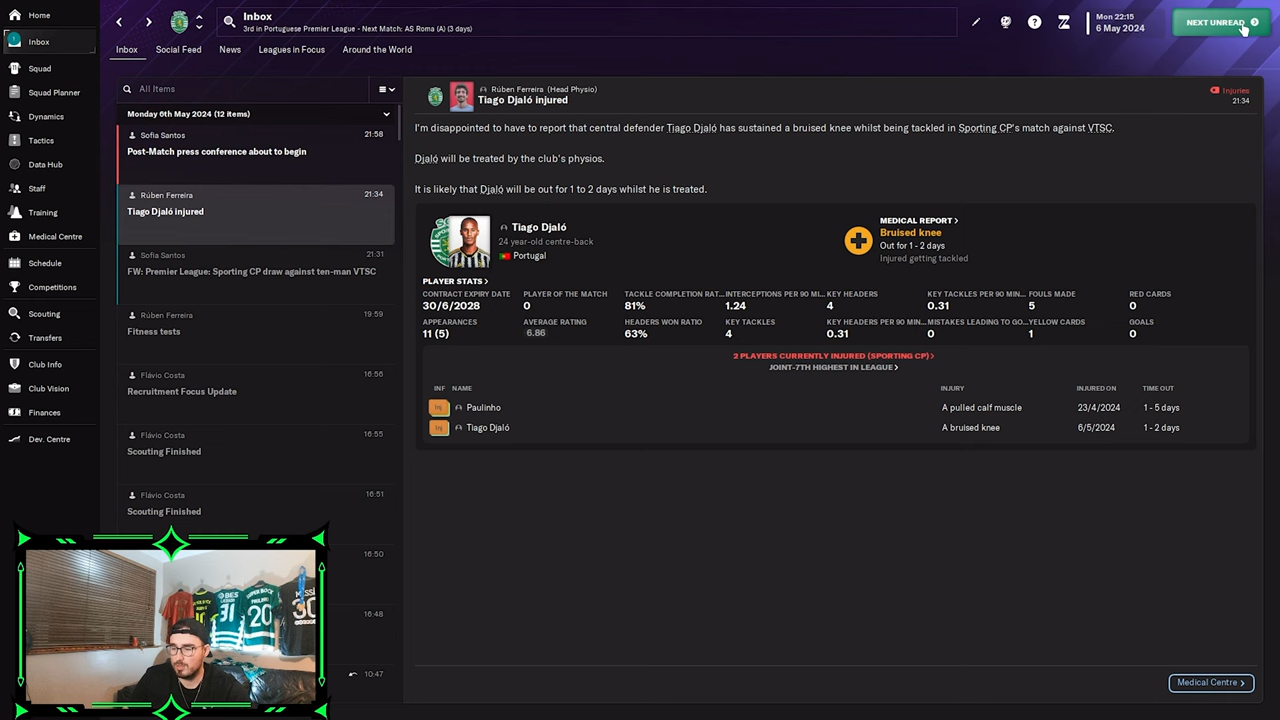 Home
Inbox
Squad
Squad Planner
Dynamics
Tactics
Data Hub
Staff
Training
Medical Centre
Schedule
Competitions
Scouting
Transfers
Club Info
Club Vision
Finances
Dev. Centre
Inbox
3rd in Portuguese Premier League - Next Match: AS Roma (A) (3 days)
Mon 22:15
6 May 2024
NEXT UNREAD
Inbox Social Feed News Leagues in Focus Around the World
All Items
Monday 6th May 2024 (12 items)
Sofia Santos 21:58
Post-Match press conference about to begin
Rúben Ferreira 21:34
Tiago Djaló injured
Sofia Santos 21:31
FW: Premier League: Sporting CP draw against ten-man VTSC
Rúben Ferreira 19:59
Fitness tests
Flávio Costa 16:56
Recruitment Focus Update
Flávio Costa 16:55
Scouting Finished
Flávio Costa 16:51
Scouting Finished
16:50
16:48
10:47
Rúben Ferreira (Head Physio)
Tiago Djaló injured
Injuries
21:34
I'm disappointed to have to report that central defender Tiago Djaló has sustained a bruised knee whilst being tackled in Sporting CP's match against VTSC.
Djaló will be treated by the club's physios.
It is likely that Djaló will be out for 1 to 2 days whilst he is treated.
Tiago Djaló
24 year-old centre-back
Portugal
MEDICAL REPORT
Bruised knee
Out for 1 - 2 days
Injured getting tackled
PLAYER STATS
CONTRACT EXPIRY DATE PLAYER OF THE MATCH TACKLE COMPLETION RAT... INTERCEPTIONS PER 90 MI... KEY HEADERS KEY TACKLES PER 90 MIN... FOULS MADE RED CARDS
30/6/2028 0 81% 1.24 4 0.31 5 0
APPEARANCES AVERAGE RATING HEADERS WON RATIO KEY TACKLES KEY HEADERS PER 90 MIN... MISTAKES LEADING TO GO... YELLOW CARDS GOALS
11 (5) 6.86 63% 4 0.31 0 1 0
2 PLAYERS CURRENTLY INJURED (SPORTING CP)
JOINT-7TH HIGHEST IN LEAGUE
INF NAME INJURY INJURED ON TIME OUT
Inj Paulinho A pulled calf muscle 23/4/2024 1 - 5 days
Inj Tiago Djaló A bruised knee 6/5/2024 1 - 2 days
Medical Centre
BES
31
PAULINHO
20
30